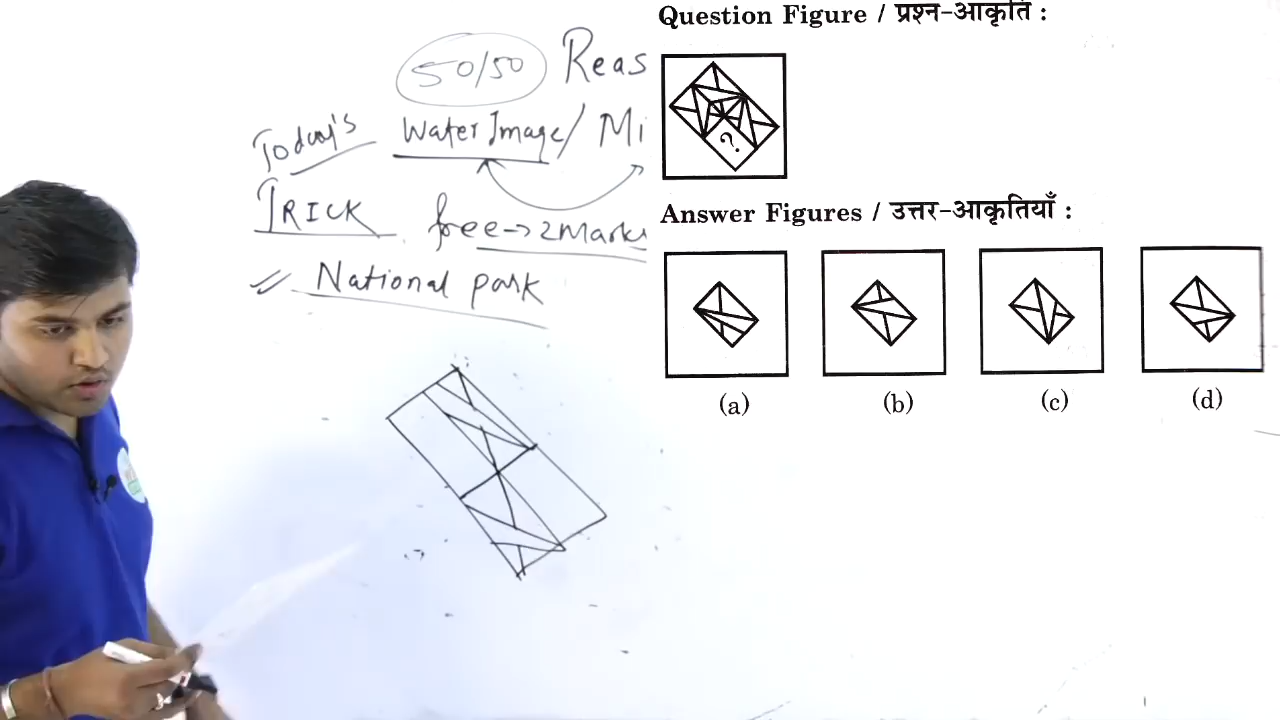 50/50 Reas
Today's Water Image/ Mi
TRICK free→2marks
National park
Question Figure / प्रश्न-आकृति :
?
Answer Figures / उत्तर-आकृतियाँ :
(a) (b) (c) (d)